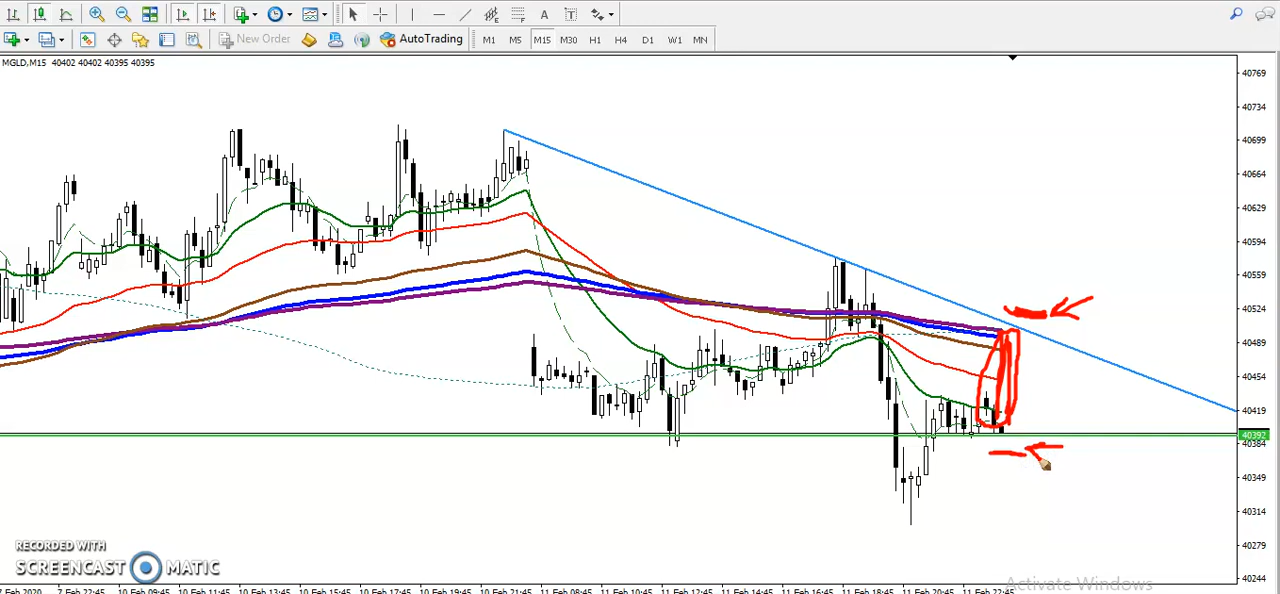 New Order
AutoTrading
M1 M5 M15 M30 H1 H4 D1 W1 MN
MGLD,M15 40402 40402 40395 40395
40769
40734
40699
40664
40629
40594
40559
40524
40489
40454
40419
40392
40384
40349
40314
40279
40244
RECORDED WITH
SCREENCAST MATIC
Activate Windows
7 Feb 2020 7 Feb 22:45 10 Feb 09:45 10 Feb 11:45 10 Feb 13:45 10 Feb 15:45 10 Feb 17:45 10 Feb 19:45 10 Feb 21:45 11 Feb 08:45 11 Feb 10:45 11 Feb 12:45 11 Feb 14:45 11 Feb 16:45 11 Feb 18:45 11 Feb 20:45 11 Feb 22:45